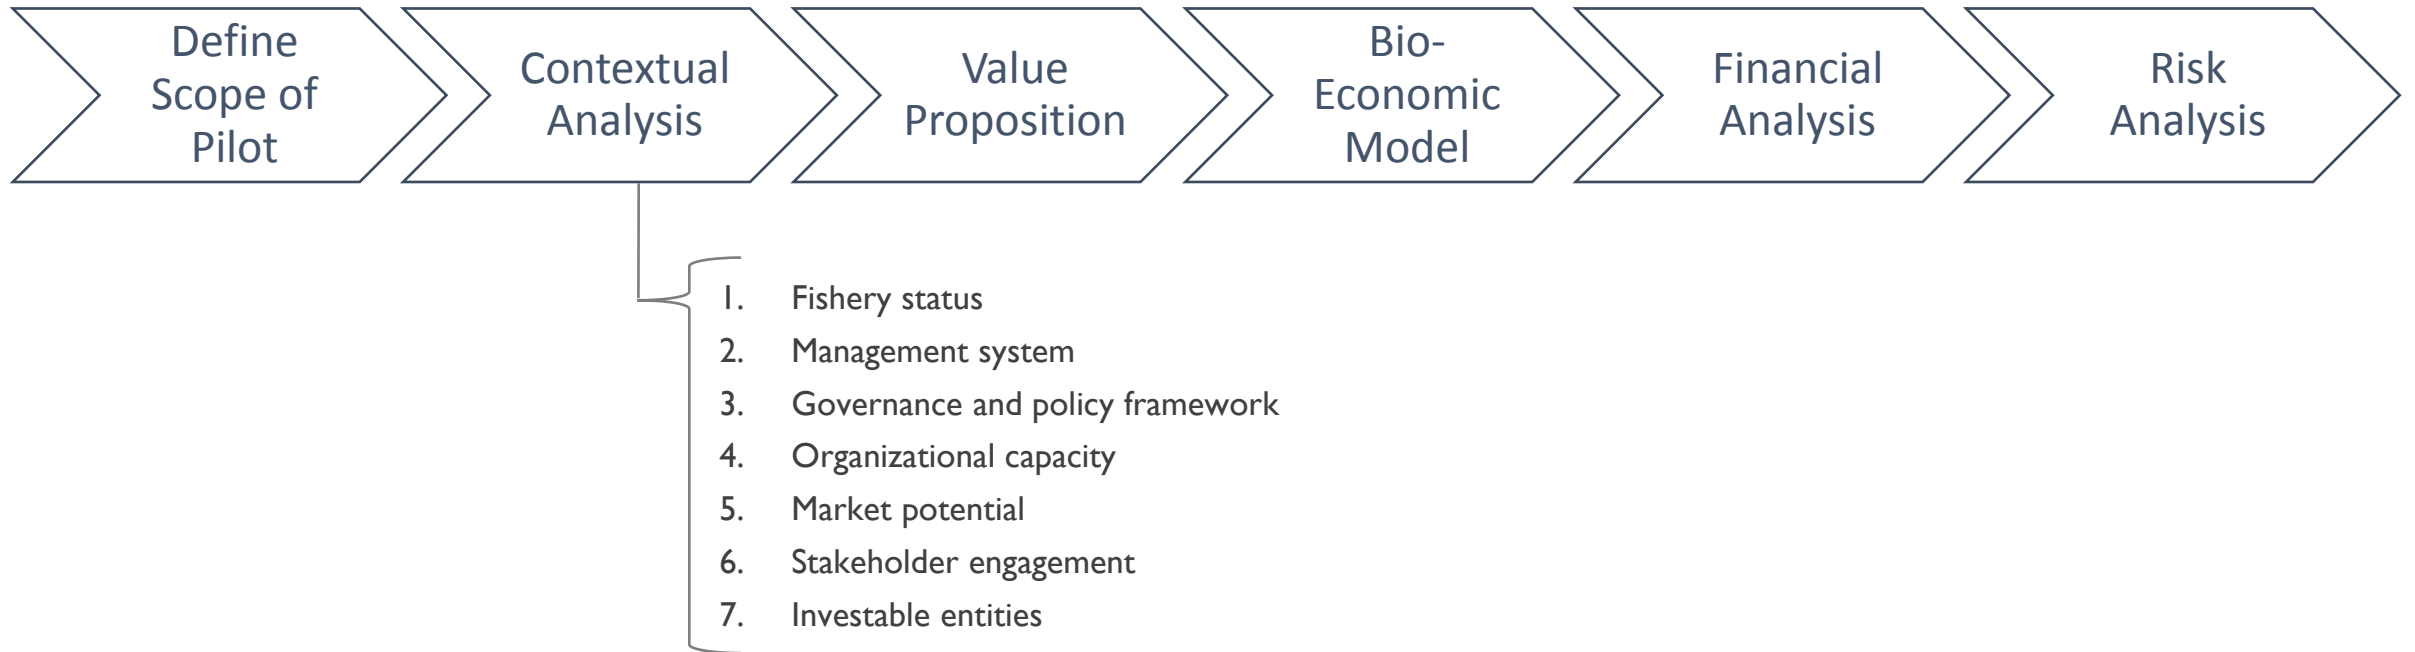 Define
Scope of
Pilot
Contextual
Analysis
Value
Proposition
Bio-
Economic
Model
Financial
Analysis
Risk
Analysis
1. Fishery status
2. Management system
3. Governance and policy framework
4. Organizational capacity
5. Market potential
6. Stakeholder engagement
7. Investable entities